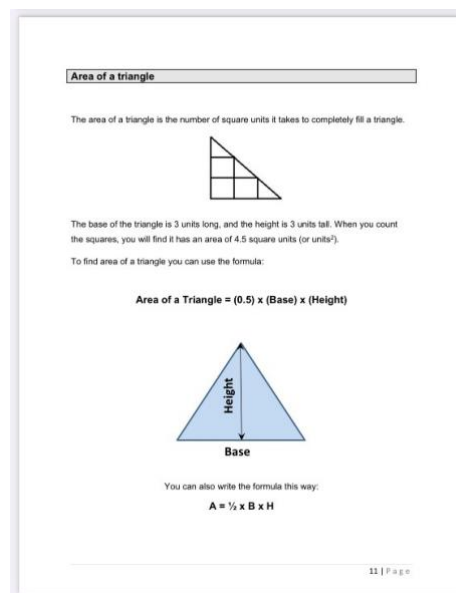 Area of a triangle
The area of a triangle is the number of square units it takes to completely fill a triangle.
The base of the triangle is 3 units long, and the height is 3 units tall. When you count
the squares, you will find it has an area of 4.5 square units (or units²).
To find area of a triangle you can use the formula:
Area of a Triangle = (0.5) x (Base) x (Height)
Height
Base
You can also write the formula this way:
A = ½ x B x H
11 | Page